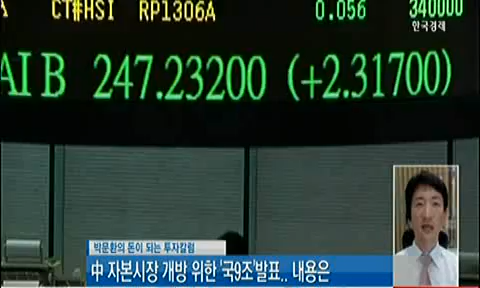 A CT#HSI RP1306A 0.056 340000
한국경제
AI B 247.23200 (+2.31700)
박문환의 돈이 되는 투자칼럼
中 자본시장 개방 위한 '국9조'발표.. 내용은